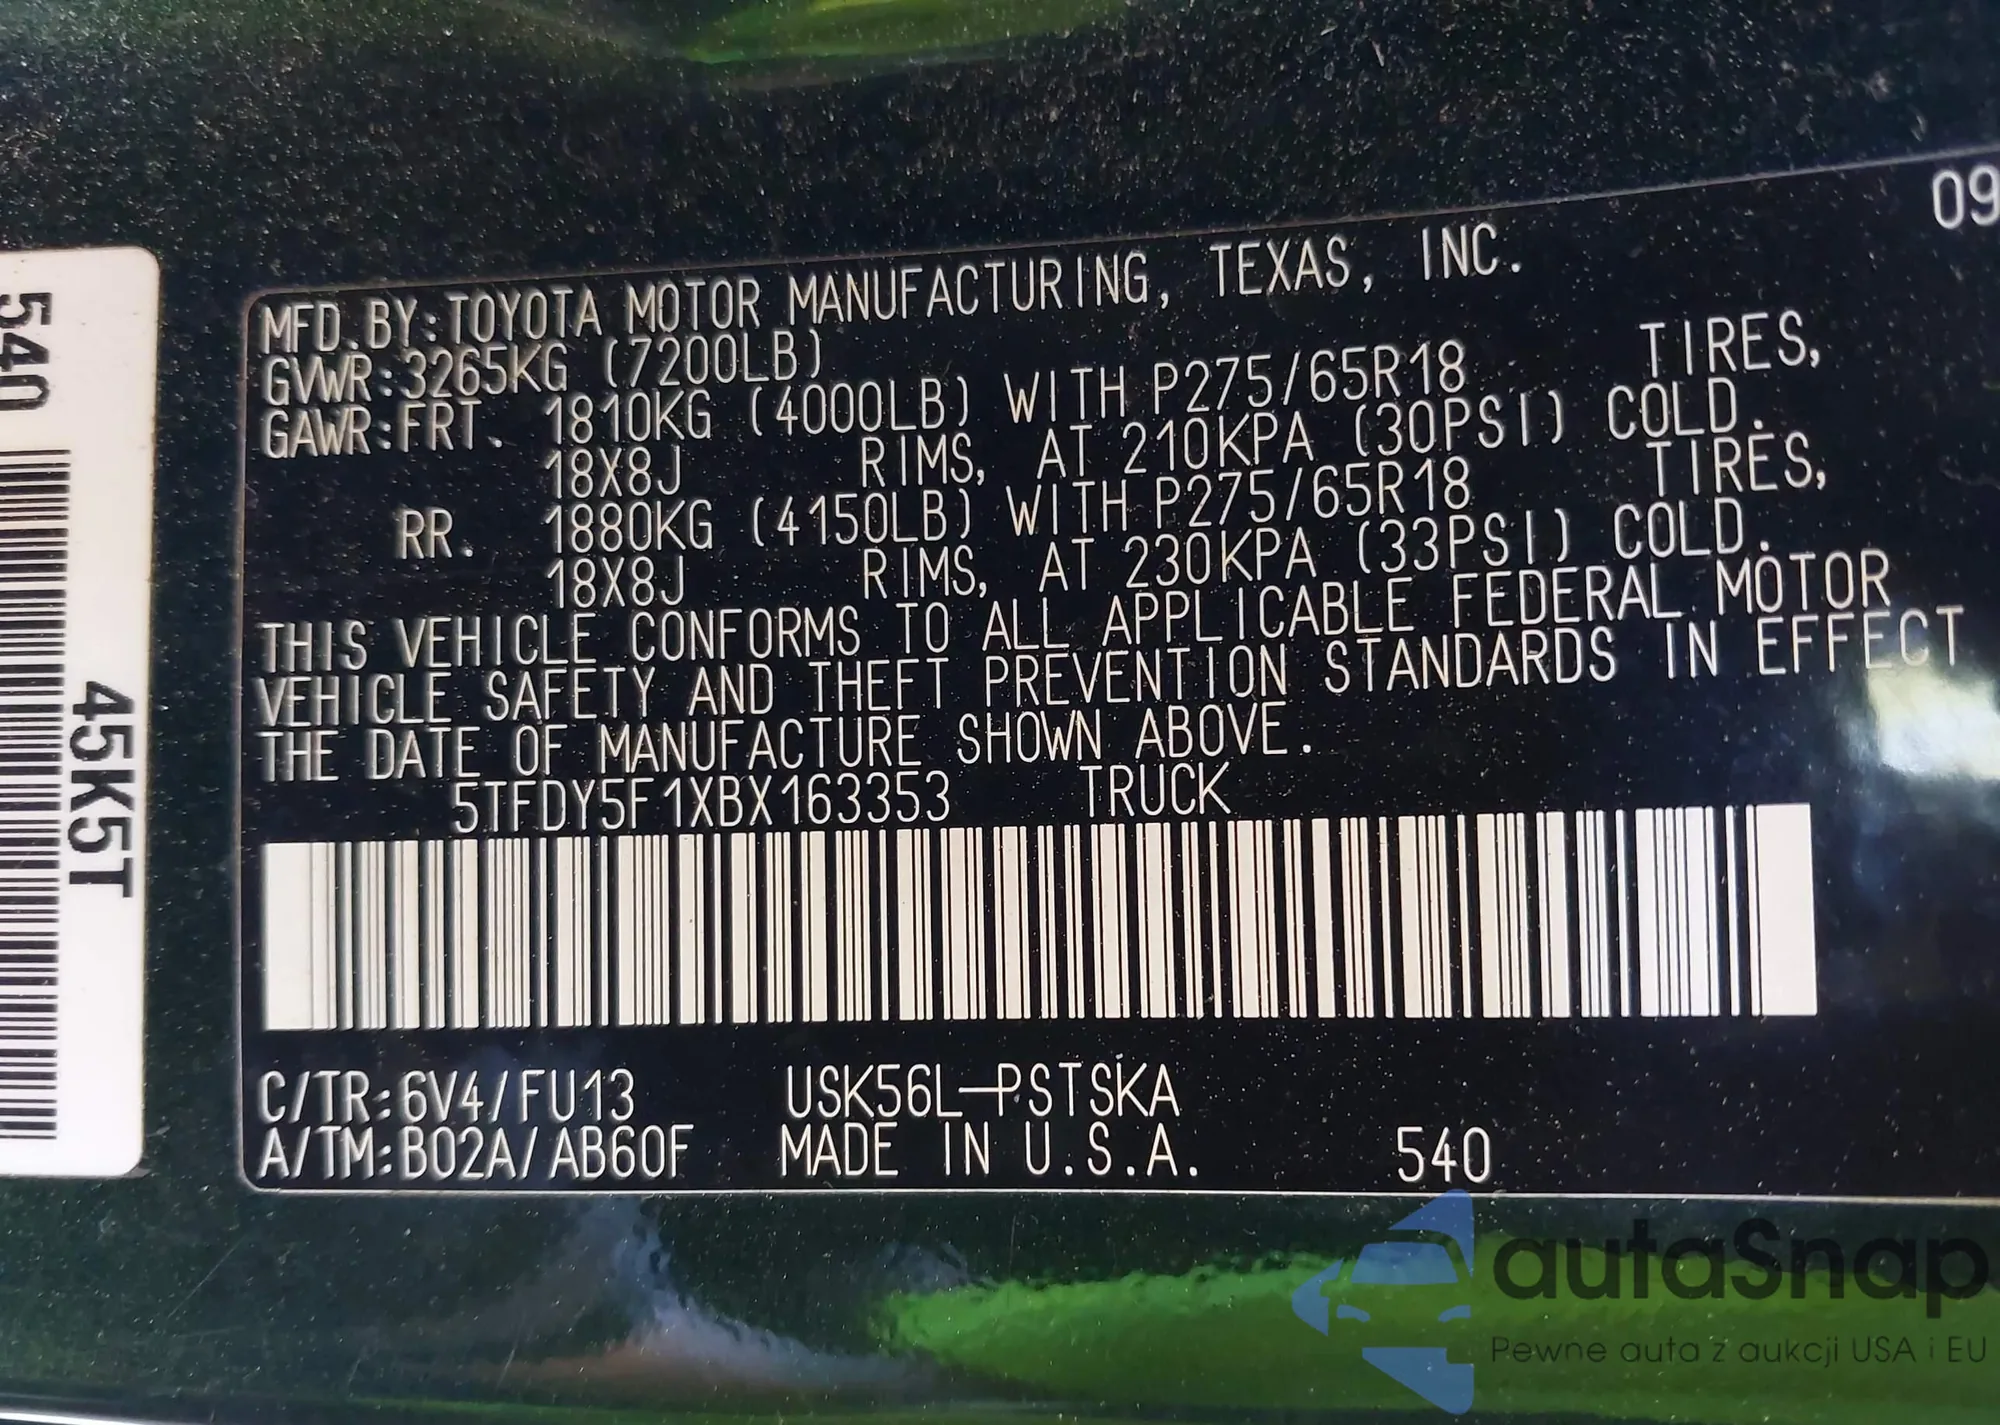 09
MFD.BY:TOYOTA MOTOR MANUFACTURING, TEXAS, INC.
GVWR:3265KG (7200LB)
GAWR:FRT. 1810KG (4000LB) WITH P275/65R18 TIRES,
18X8J RIMS, AT 210KPA (30PSI) COLD.
RR. 1880KG (4150LB) WITH P275/65R18 TIRES,
18X8J RIMS, AT 230KPA (33PSI) COLD.
THIS VEHICLE CONFORMS TO ALL APPLICABLE FEDERAL MOTOR
VEHICLE SAFETY AND THEFT PREVENTION STANDARDS IN EFFECT
THE DATE OF MANUFACTURE SHOWN ABOVE.
5TFDY5F1XBX163353 TRUCK
C/TR:6V4/FU13 USK56L-PSTSKA
A/TM:B02A/AB60F MADE IN U.S.A. 540
540
45K5T
autaSnap
Pewne auta z aukcji USA i EU